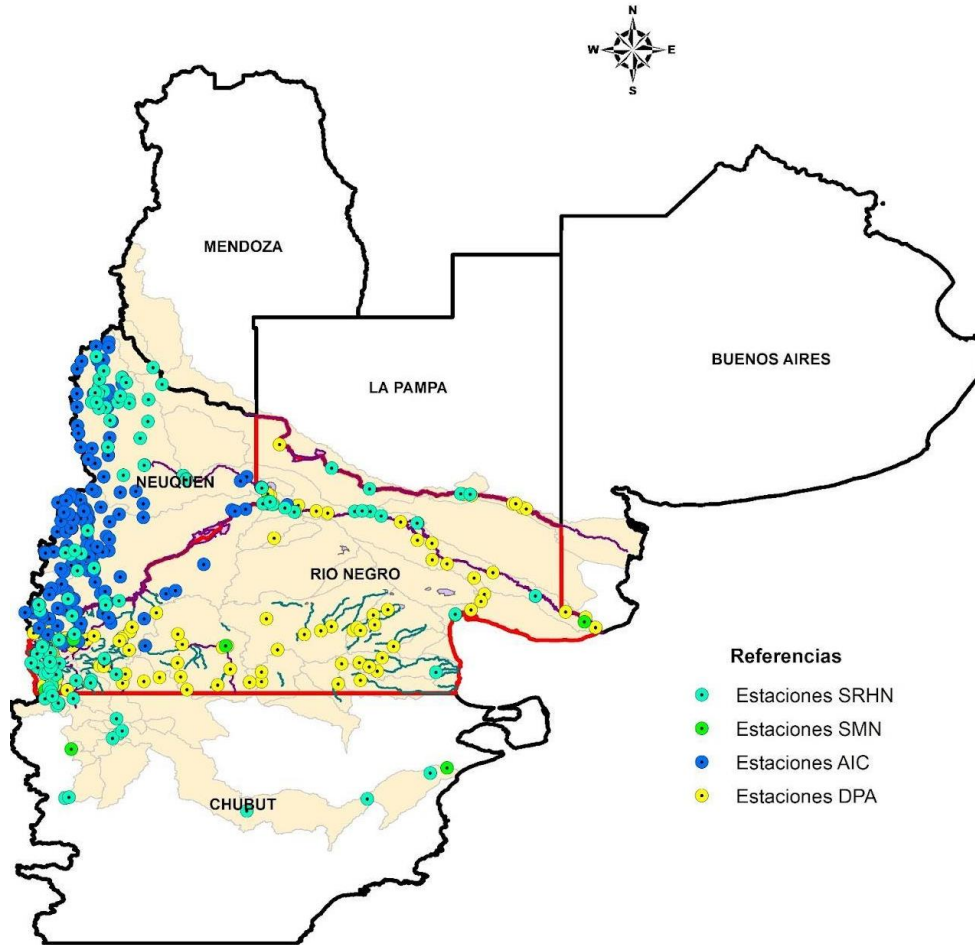 N
W E
S
MENDOZA
BUENOS AIRES
LA PAMPA
NEUQUEN
RIO NEGRO
CHUBUT
Referencias
Estaciones SRHN
Estaciones SMN
Estaciones AIC
Estaciones DPA